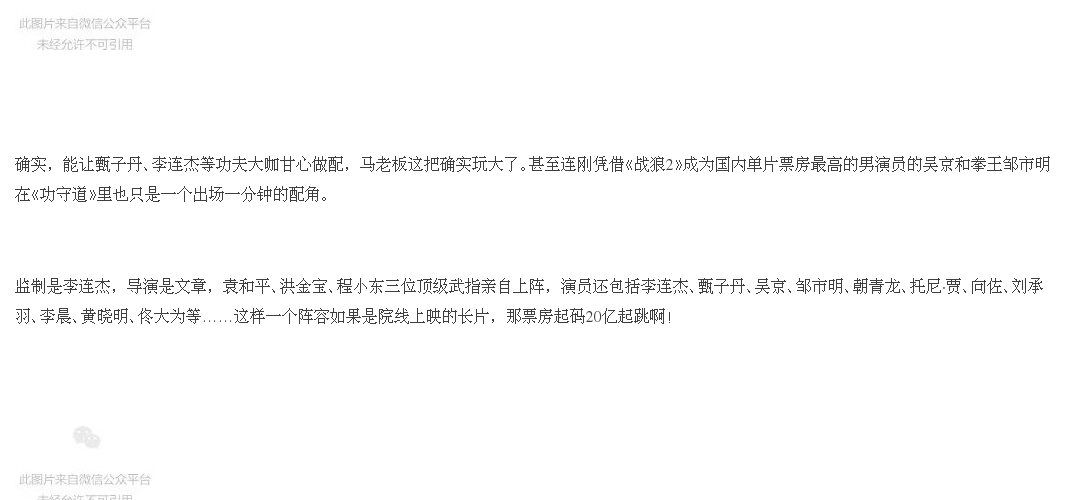 此图片来自微信公众平台
未经允许不可引用
确实，能让甄子丹、李连杰等功夫大咖甘心做配，马老板这把确实玩大了。甚至连刚凭借《战狼2》成为国内单片票房最高的男演员的吴京和拳王邹市明
在《功守道》里也只是一个出场一分钟的配角。
监制是李连杰，导演是文章，袁和平、洪金宝、程小东三位顶级武指亲自上阵，演员还包括李连杰、甄子丹、吴京、邹市明、朝青龙、托尼·贾、向佐、刘承
羽、李晨、黄晓明、佟大为等……这样一个阵容如果是院线上映的长片，那票房起码20亿起跳啊！
此图片来自微信公众平台
未经允许不可引用